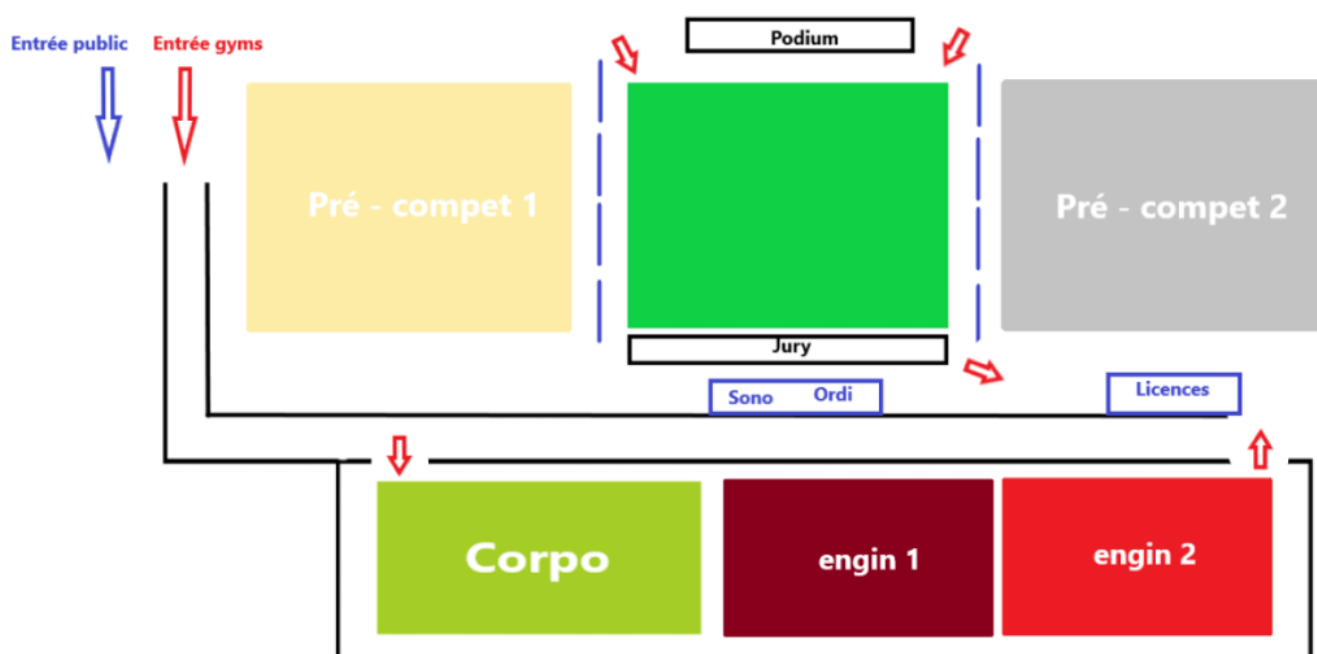 Entrée public
Entrée gyms
Podium
Pré - compet 1
Pré - compet 2
Jury
Sono
Ordi
Licences
Corpo
engin 1
engin 2